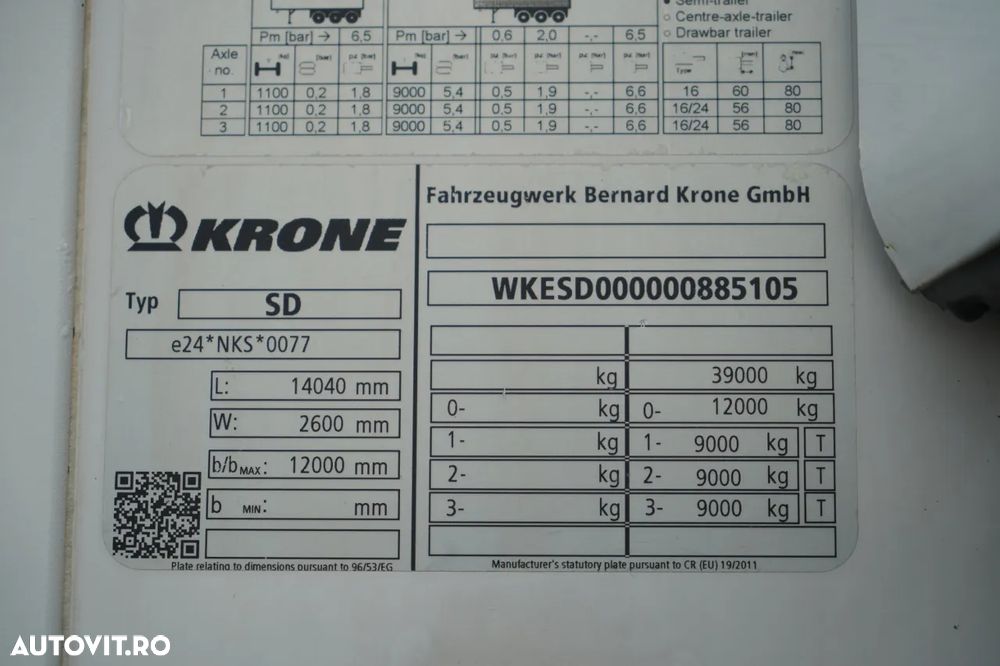 Semi-trailer
Centre-axle-trailer
Drawbar trailer
Pm [bar] → 6,5 Pm [bar] → 0,6 2,0 -,- 6,5
Axle
no.
1 1100 0,2 1,8 9000 5,4 0,5 1,9 -,- 6,6 16 60 80
2 1100 0,2 1,8 9000 5,4 0,5 1,9 -,- 6,6 16/24 56 80
3 1100 0,2 1,8 9000 5,4 0,5 1,9 -,- 6,6 16/24 56 80
KRONE
Typ SD
e24*NKS*0077
L: 14040 mm
W: 2600 mm
b/b MAX: 12000 mm
b MIN: mm
Plate relating to dimensions pursuant to 96/53/EG
Fahrzeugwerk Bernard Krone GmbH
WKESD000000885105
kg 39000 kg
0- kg 0- 12000 kg
1- kg 1- 9000 kg T
2- kg 2- 9000 kg T
3- kg 3- 9000 kg T
Manufacturer's statutory plate pursuant to CR (EU) 19/2011
AUTOVIT.RO